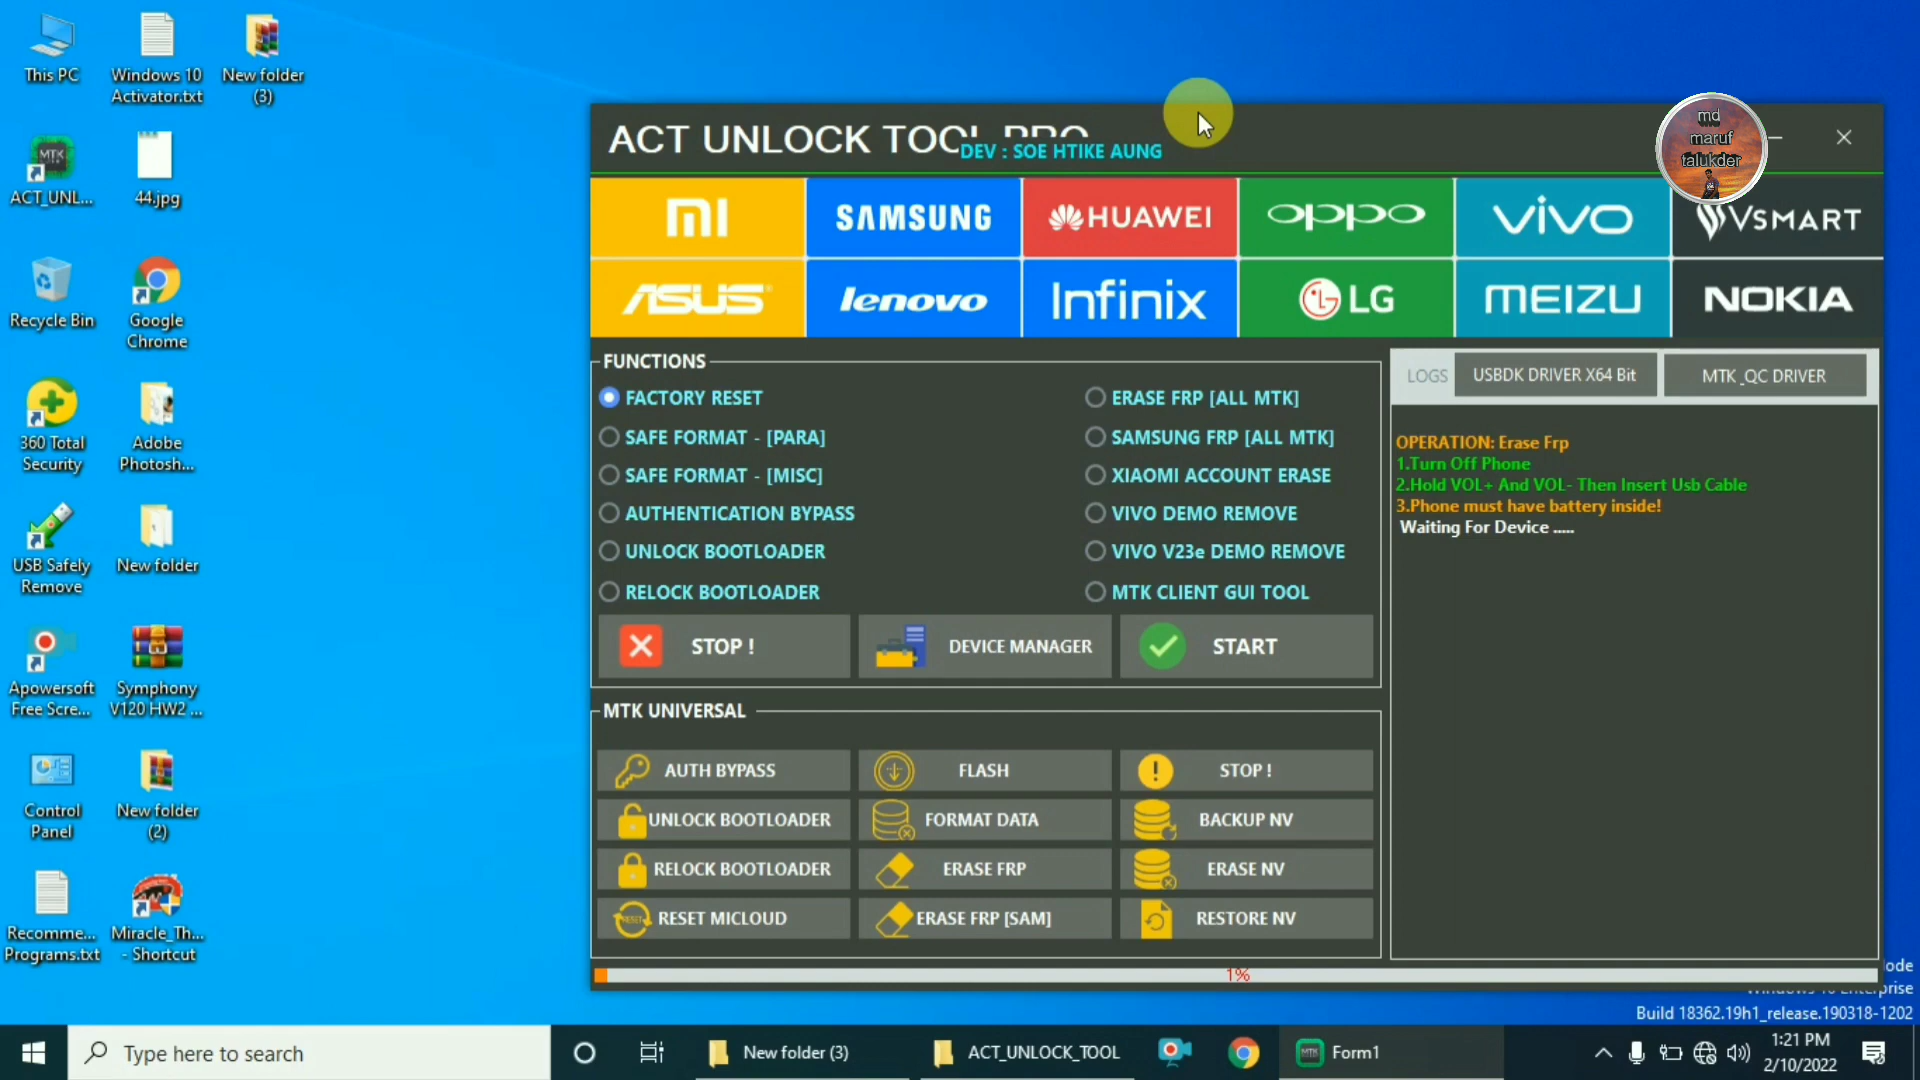 This PC
Windows 10
Activator.txt
New folder
(3)
ACT_UNL...
44.jpg
Recycle Bin
Google
Chrome
360 Total
Security
Adobe
Photosh...
USB Safely
Remove
New folder
Apowersoft
Free Scre...
Symphony
V120 HW2 ...
Control
Panel
New folder
(2)
Recomme...
Programs.txt
Miracle_Th...
- Shortcut
ACT UNLOCK TOOL PRO
DEV : SOE HTIKE AUNG
md
maruf
talukder
MI
SAMSUNG
HUAWEI
oppo
vivo
VSMART
ASUS
lenovo
Infinix
LG
MEIZU
NOKIA
FUNCTIONS
FACTORY RESET
ERASE FRP [ALL MTK]
SAFE FORMAT - [PARA]
SAMSUNG FRP [ALL MTK]
SAFE FORMAT - [MISC]
XIAOMI ACCOUNT ERASE
AUTHENTICATION BYPASS
VIVO DEMO REMOVE
UNLOCK BOOTLOADER
VIVO V23e DEMO REMOVE
RELOCK BOOTLOADER
MTK CLIENT GUI TOOL
STOP !
DEVICE MANAGER
START
LOGS
USBDK DRIVER X64 Bit
MTK_QC DRIVER
OPERATION: Erase Frp
1.Turn Off Phone
2.Hold VOL+ And VOL- Then Insert Usb Cable
3.Phone must have battery inside!
Waiting For Device .....
MTK UNIVERSAL
AUTH BYPASS
FLASH
STOP !
UNLOCK BOOTLOADER
FORMAT DATA
BACKUP NV
RELOCK BOOTLOADER
ERASE FRP
ERASE NV
RESET MICLOUD
ERASE FRP [SAM]
RESTORE NV
1%
Build 18362.19h1_release.190318-1202
Type here to search
New folder (3)
ACT_UNLOCK_TOOL
MTK
Form1
1:21 PM
2/10/2022